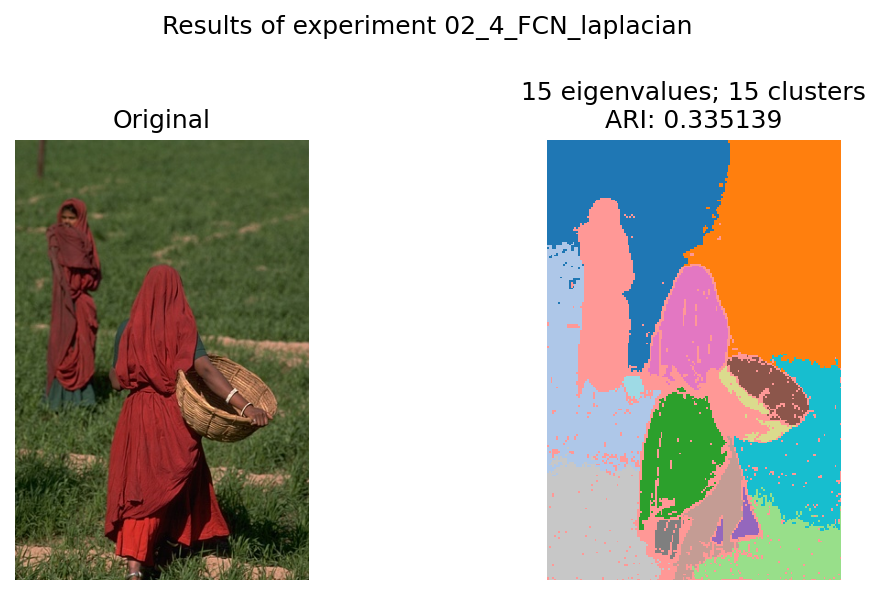 Results of experiment 02_4_FCN_laplacian
Original
15 eigenvalues; 15 clusters
ARI: 0.335139